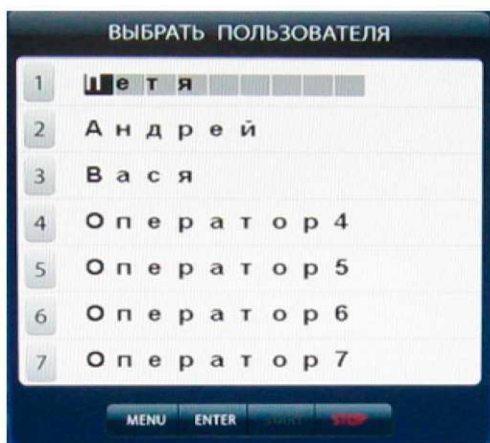 ВЫБРАТЬ ПОЛЬЗОВАТЕЛЯ
1 Петя
2 Андрей
3 Вася
4 Оператор4
5 Оператор5
6 Оператор6
7 Оператор7
MENU ENTER START STOP